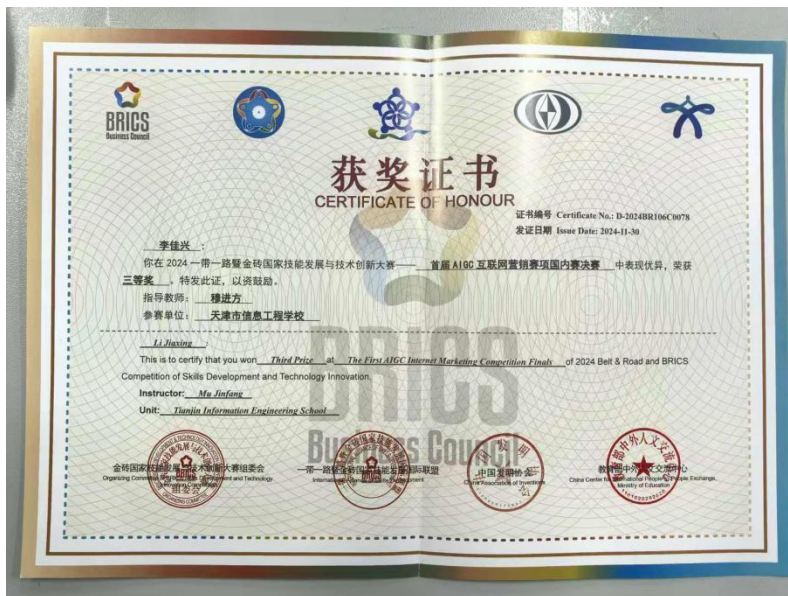 BRICS
Business Council
获奖证书
CERTIFICATE OF HONOUR
证书编号 Certificate No.: D-2024BR106C0078
发证日期 Issue Date: 2024-11-30
李佳兴 :
你在 2024 一带一路暨金砖国家技能发展与技术创新大赛—— 首届 AIGC 互联网营销赛项国内赛决赛 中表现优异,荣获
三等奖 ,特发此证,以资鼓励。
指导教师: 穆进方
参赛单位: 天津市信息工程学校
Li Jiaxing :
This is to certify that you won Third Prize at The First AIGC Internet Marketing Competition Finals of 2024 Belt & Road and BRICS
Competition of Skills Development and Technology Innovation.
Instructor: Mu Jinfang
Unit: Tianjin Information Engineering School
BRICS
Business Council
金砖国家技能发展与技术创新大赛组委会
一带一路暨金砖国家技能发展国际联盟
中国发明协会
China Association of Inventions
教育部中外人文交流中心
China Center for International People-to-People Exchange,
Ministry of Education